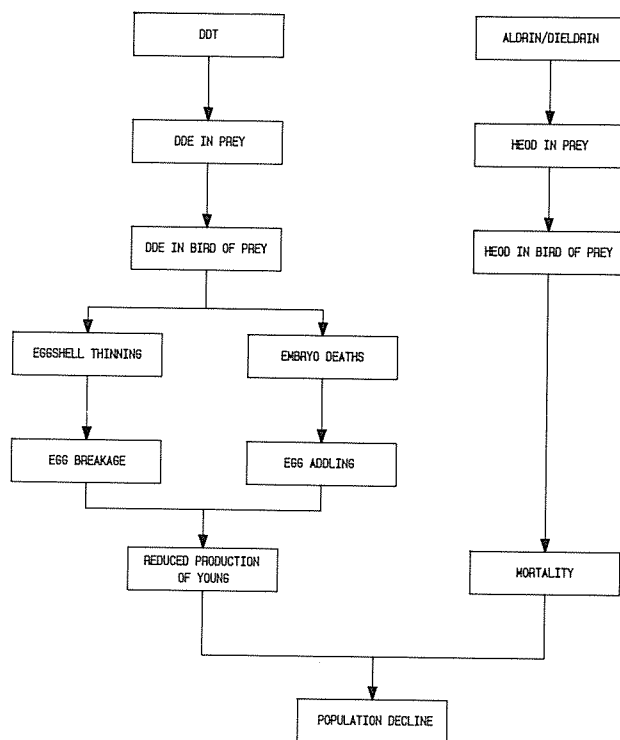 DDT
ALDRIN/DIELDRIN
DDE IN PREY
HEOD IN PREY
DDE IN BIRD OF PREY
HEOD IN BIRD OF PREY
EGGSHELL THINNING
EMBRYO DEATHS
EGG BREAKAGE
EGG ADDLING
REDUCED PRODUCTION
OF YOUNG
MORTALITY
POPULATION DECLINE